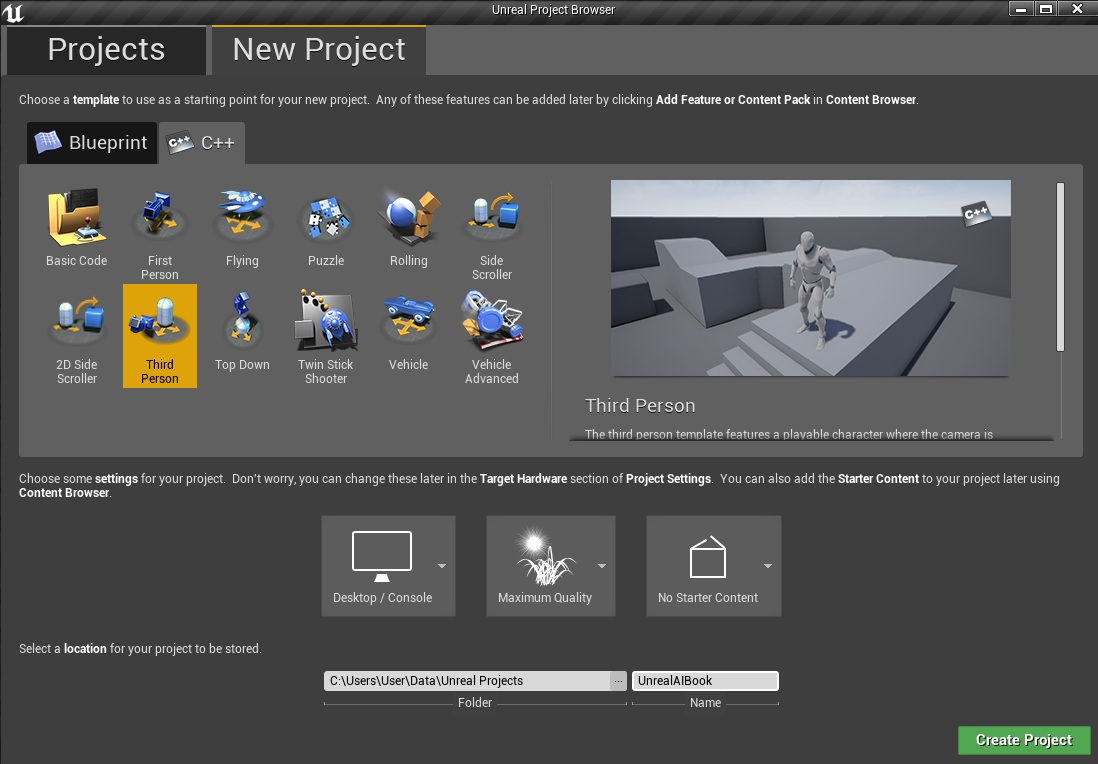 Unreal Project Browser
Projects
New Project
Choose a template to use as a starting point for your new project. Any of these features can be added later by clicking Add Feature or Content Pack in Content Browser.
Blueprint
C++
C++
Basic Code
First
Person
Flying
Puzzle
Rolling
Side
Scroller
2D Side
Scroller
Third
Person
Top Down
Twin Stick
Shooter
Vehicle
Vehicle
Advanced
C++
Third Person
The third person template features a playable character where the camera is
Choose some settings for your project. Don't worry, you can change these later in the Target Hardware section of Project Settings. You can also add the Starter Content to your project later using
Content Browser.
Desktop / Console
Maximum Quality
No Starter Content
Select a location for your project to be stored.
C:\Users\User\Data\Unreal Projects
...
UnrealAIBook
Folder
Name
Create Project